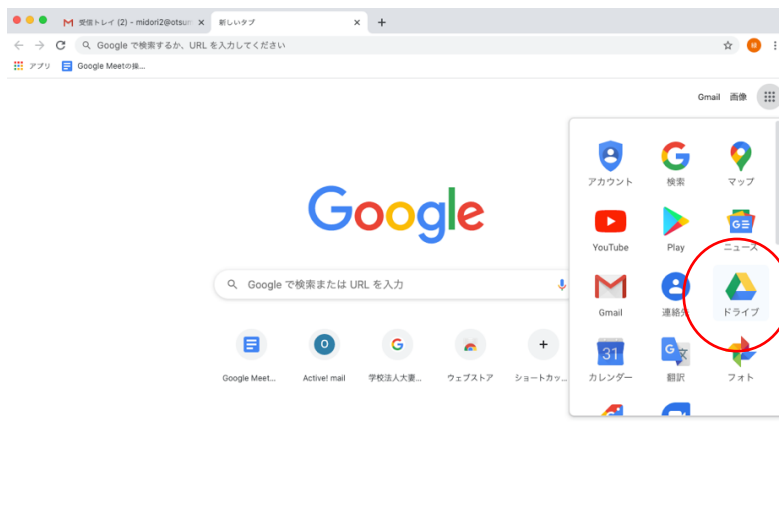 受信トレイ (2) - midori2@otsum
新しいタブ
Google で検索するか、URL を入力してください
アプリ
Google Meetの操...
Gmail 画像
アカウント 検索 マップ
Google
YouTube Play ニュース
Google で検索または URL を入力
Gmail 連絡先 ドライブ
31
カレンダー 翻訳 フォト
Google Meet... Active! mail 学校法人大妻... ウェブストア ショートカッ...